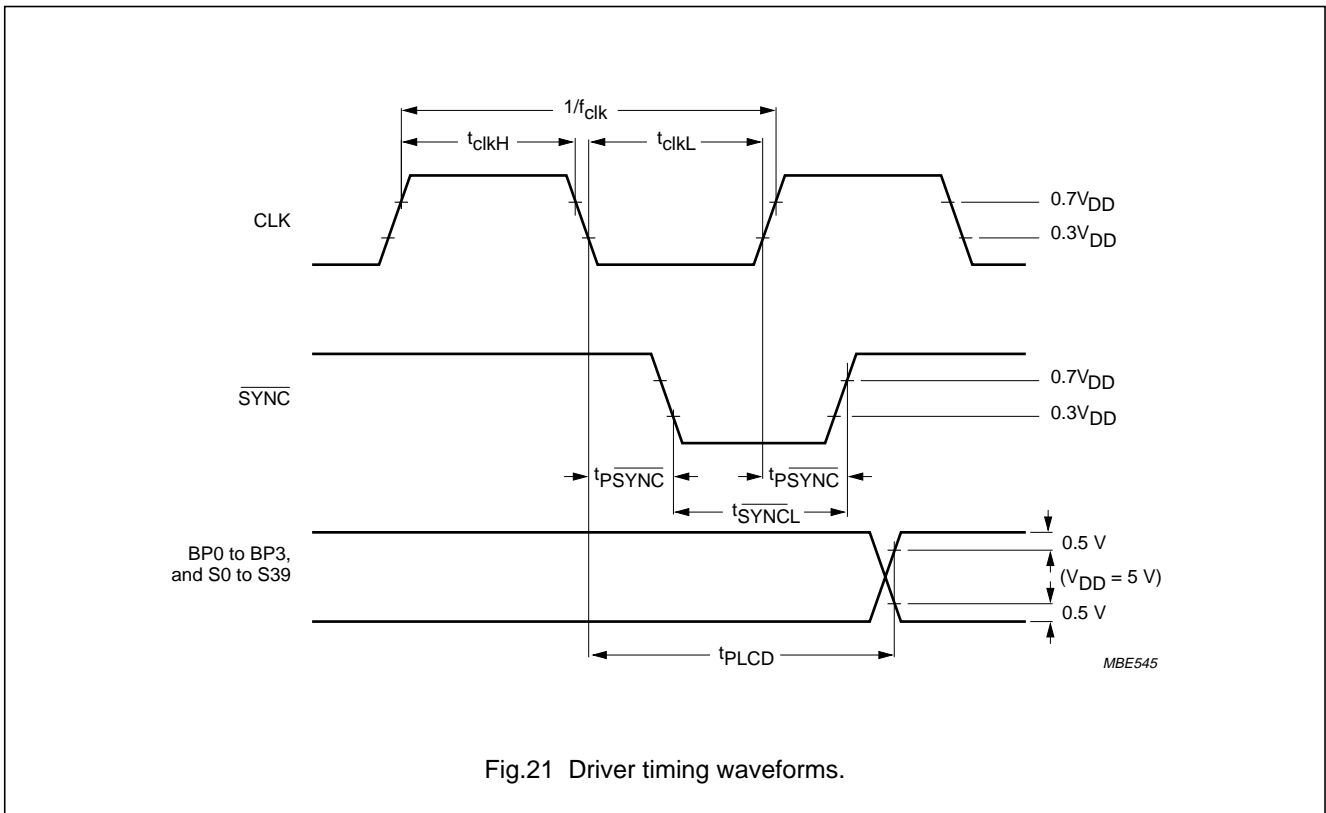 1/fclk
tclkH
tclkL
CLK
0.7VDD
0.3VDD
SYNC
0.7VDD
0.3VDD
tPSYNC
tPSYNC
tSYNCL
BP0 to BP3,
and S0 to S39
0.5 V
(VDD = 5 V)
0.5 V
tPLCD
MBE545
Fig.21 Driver timing waveforms.